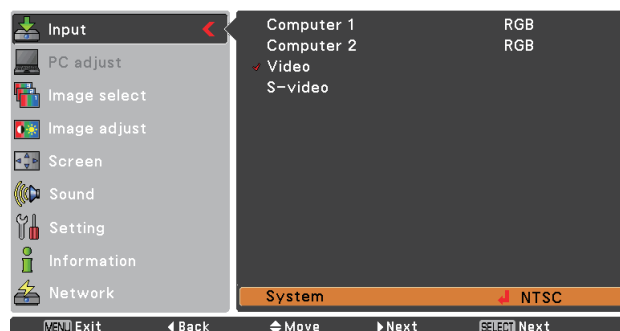 Input
PC adjust
Image select
Image adjust
Screen
Sound
Setting
Information
Network
Computer 1 RGB
Computer 2 RGB
Video
S-video
System NTSC
MENU Exit Back Move Next SELECT Next